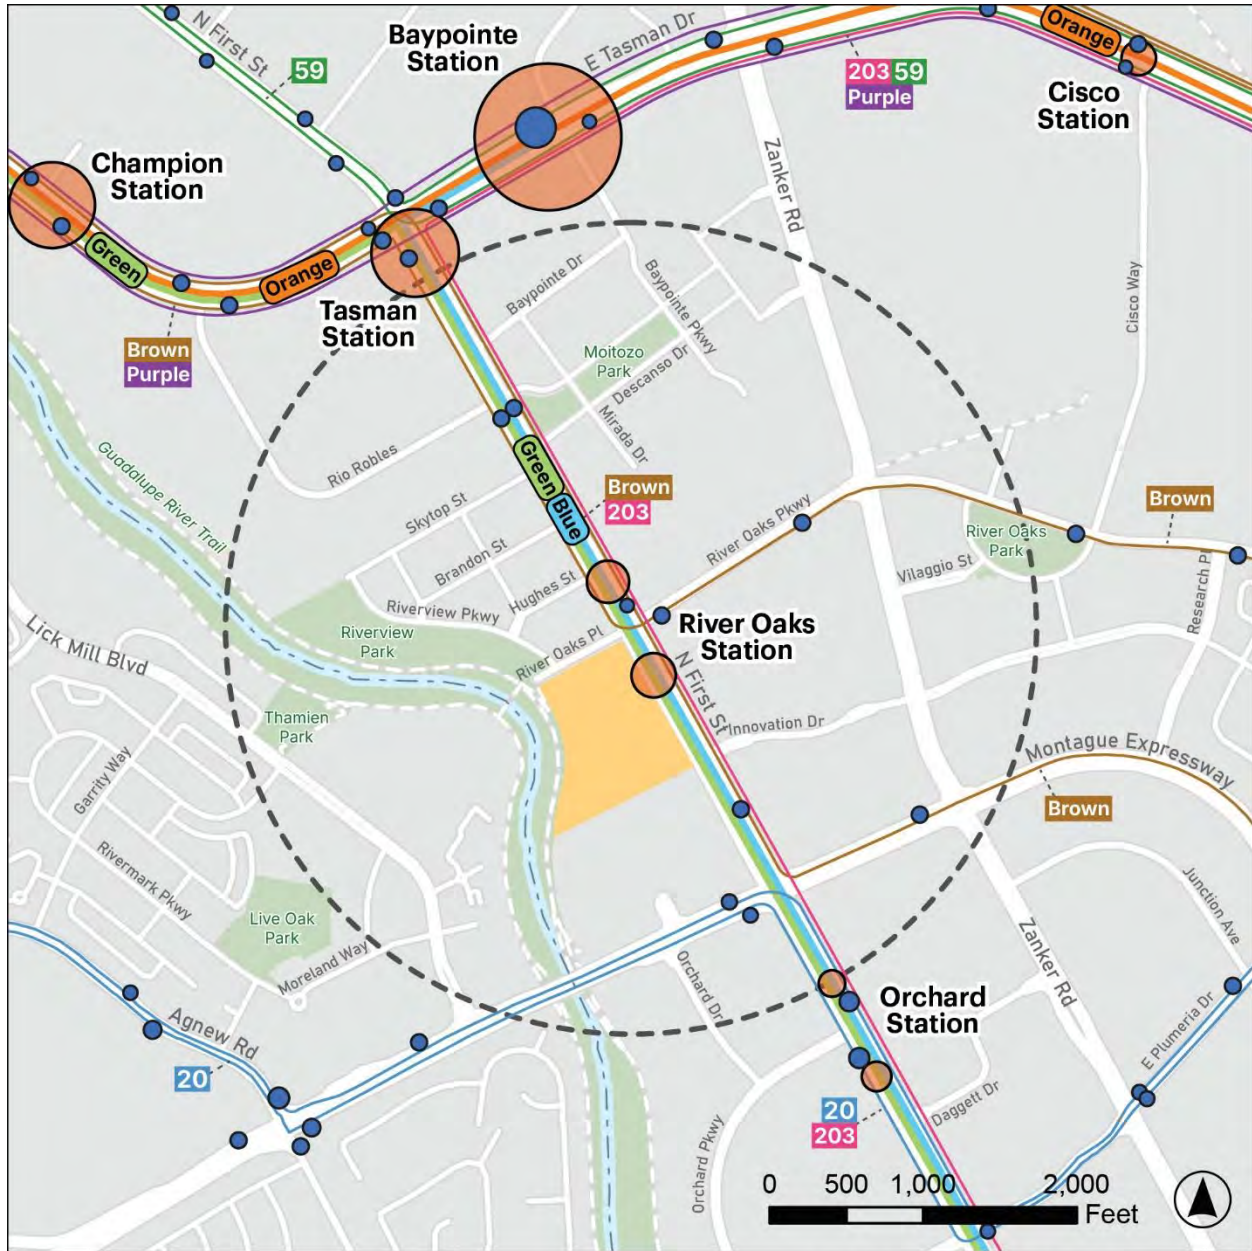 N First St
59
Baypointe
Station
E Tasman Dr
Orange
203 59
Purple
Cisco
Station
Champion
Station
Zanker Rd
Green
Orange
Tasman
Station
Baypointe Dr
Baypointe Pkwy
Cisco Way
Brown
Purple
Moitozo
Park
Descanso Dr
Mirada Dr
Guadalupe River Trail
Rio Robles
Green
Blue
Brown
203
Skytop St
River Oaks Pkwy
Brown
River Oaks
Park
Brandon St
Hughes St
Vilaggio St
Research Pl
Riverview Pkwy
Lick Mill Blvd
Riverview
Park
River Oaks Pl
River Oaks
Station
N First St
Thamien
Park
Innovation Dr
Montague Expressway
Garrity Way
Brown
Rivermark Pkwy
Junction Ave
Live Oak
Park
Moreland Way
Orchard Dr
Zanker Rd
Orchard
Station
Agnew Rd
E Plumeria Dr
20
20
203
Daggett Dr
Orchard Pkwy
0 500 1,000 2,000
Feet